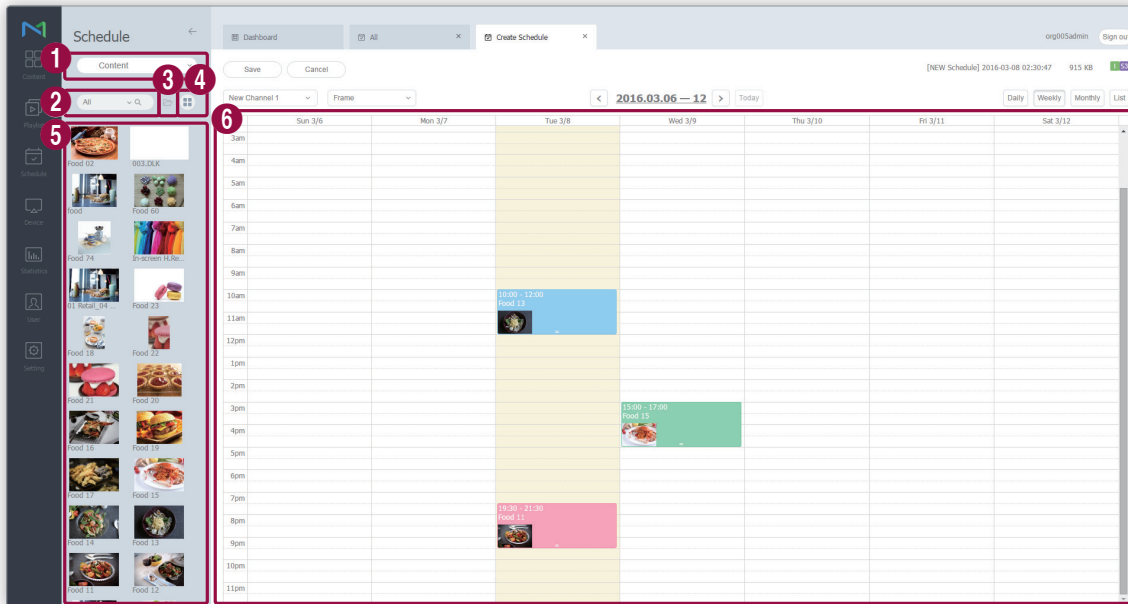 Schedule
←
Dashboard
All ×
Create Schedule ×
org005admin
Sign out
1
Content
Content
3
4
Save
Cancel
[NEW Schedule] 2016-03-08 02:30:47
915 KB
2
All
New Channel 1
Frame
< 2016.03.06 — 12 >
Today
Daily
Weekly
Monthly
List
Playlist
5
6
Sun 3/6
Mon 3/7
Tue 3/8
Wed 3/9
Thu 3/10
Fri 3/11
Sat 3/12
Schedule
Device
Statistics
User
Setting
Food 02
003.DLK
food
Food 60
Food 74
In-screen H,Re...
01 Retail_04 ...
Food 23
Food 18
Food 22
Food 21
Food 20
Food 16
Food 19
Food 17
Food 15
Food 14
Food 13
Food 11
Food 12
3am
4am
5am
6am
7am
8am
9am
10am
10:00 - 12:00
Food 13
11am
12pm
1pm
2pm
3pm
15:00 - 17:00
Food 15
4pm
5pm
6pm
7pm
19:30 - 21:30
Food 11
8pm
9pm
10pm
11pm